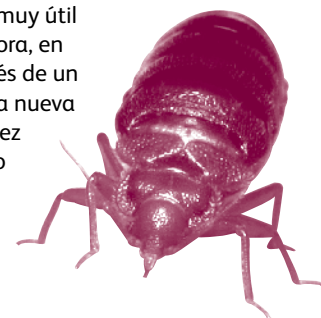 muy útil
ora, en
és de un
a nueva
ez
o